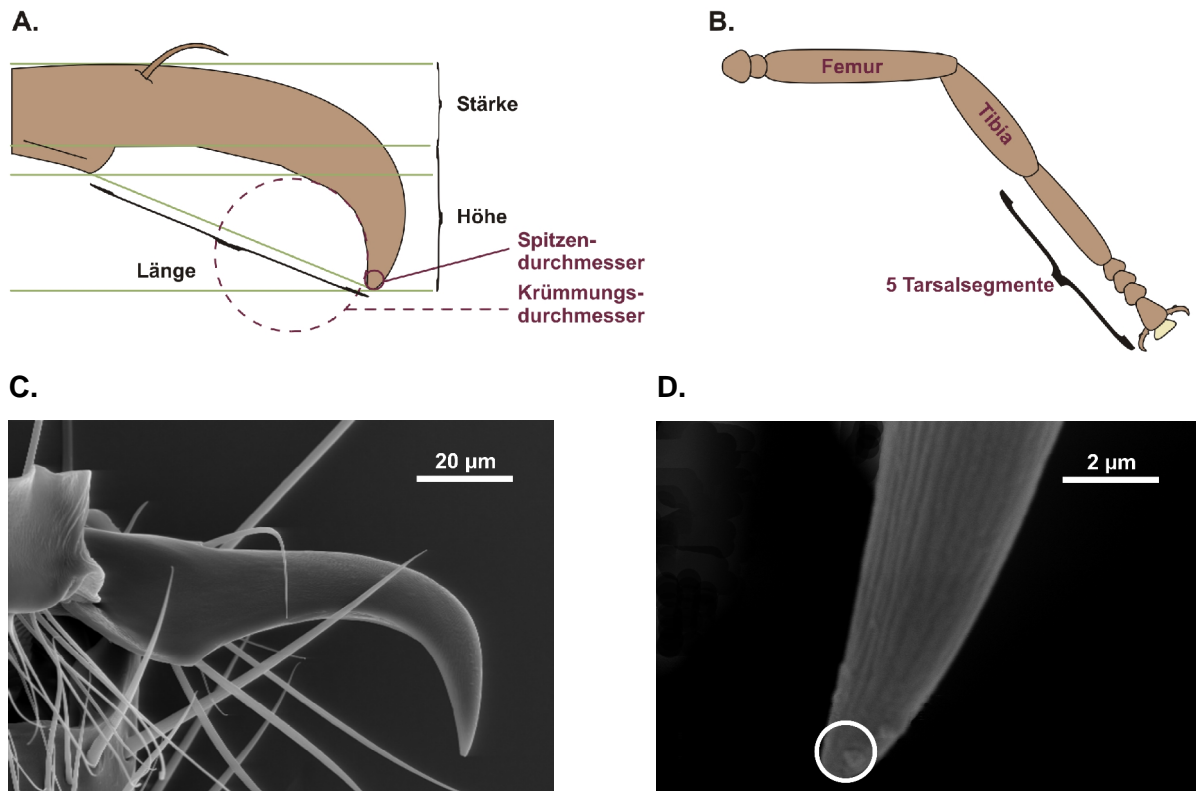 A.
Stärke
Höhe
Länge
Spitzen-
durchmesser
Krümmungs-
durchmesser
B.
Femur
Tibia
5 Tarsalsegmente
C.
20 µm
D.
2 µm